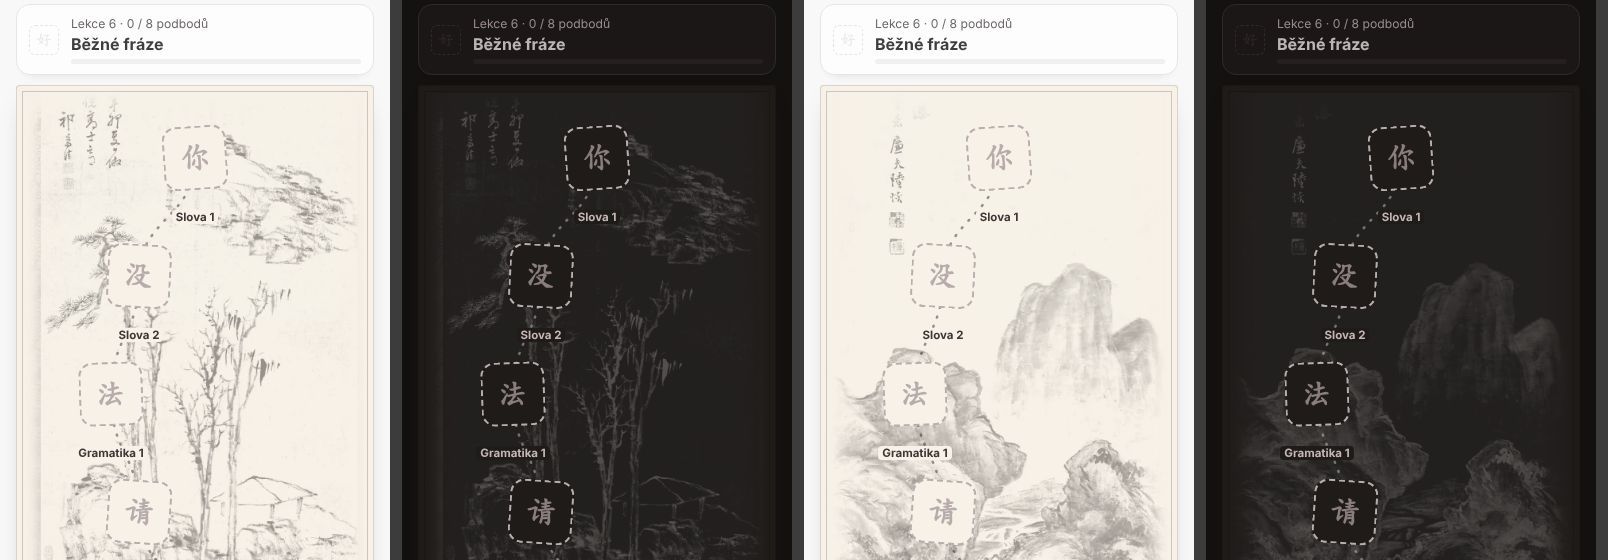 Lekce 6 · 0 / 8 podbodů
Běžné fráze
你
Slova 1
没
Slova 2
法
Gramatika 1
请
Lekce 6 · 0 / 8 podbodů
Běžné fráze
你
Slova 1
没
Slova 2
法
Gramatika 1
请
Lekce 6 · 0 / 8 podbodů
Běžné fráze
你
Slova 1
没
Slova 2
法
Gramatika 1
请
Lekce 6 · 0 / 8 podbodů
Běžné fráze
你
Slova 1
没
Slova 2
法
Gramatika 1
请